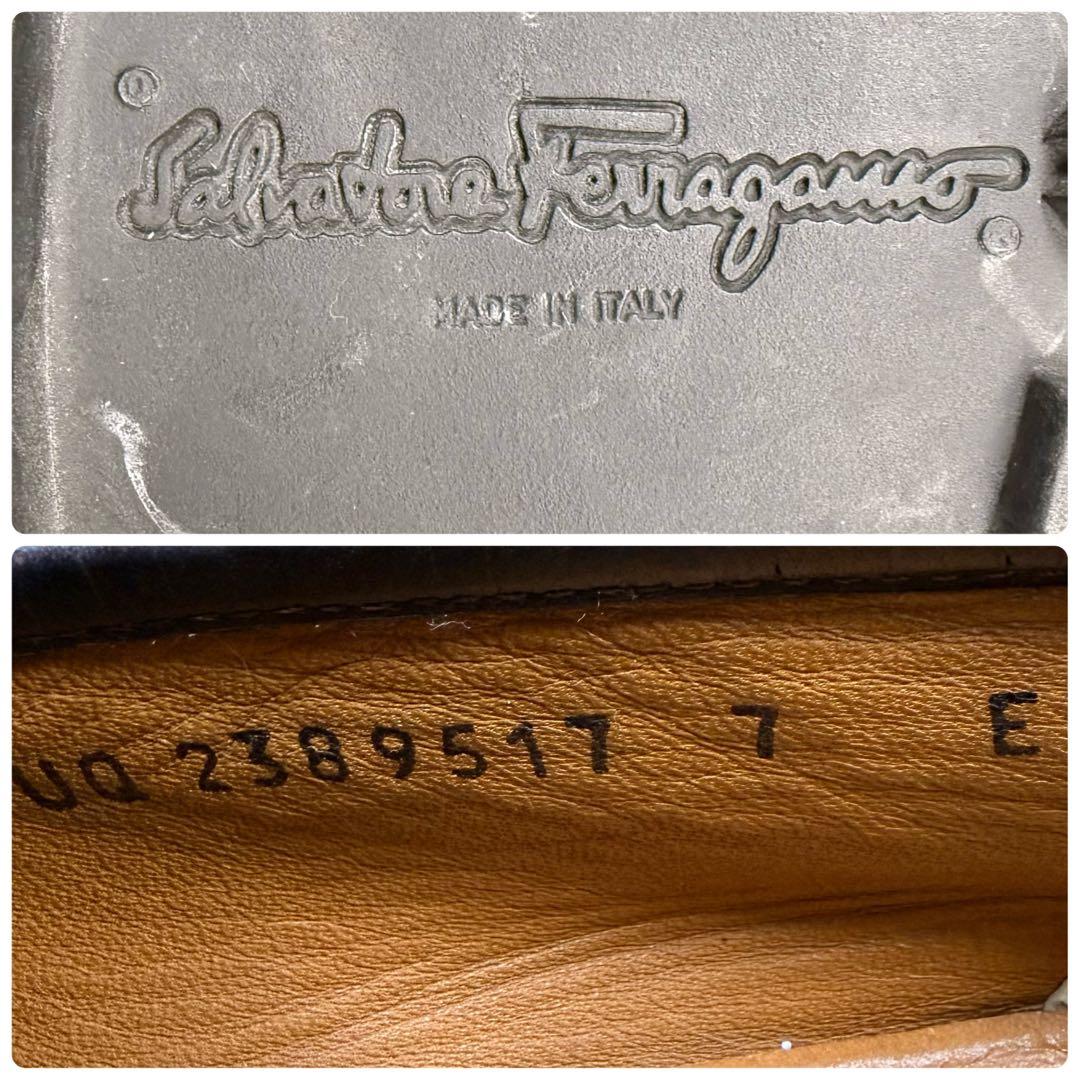 Salvatore Ferragamo
MADE IN ITALY
UQ 2389517 7 E